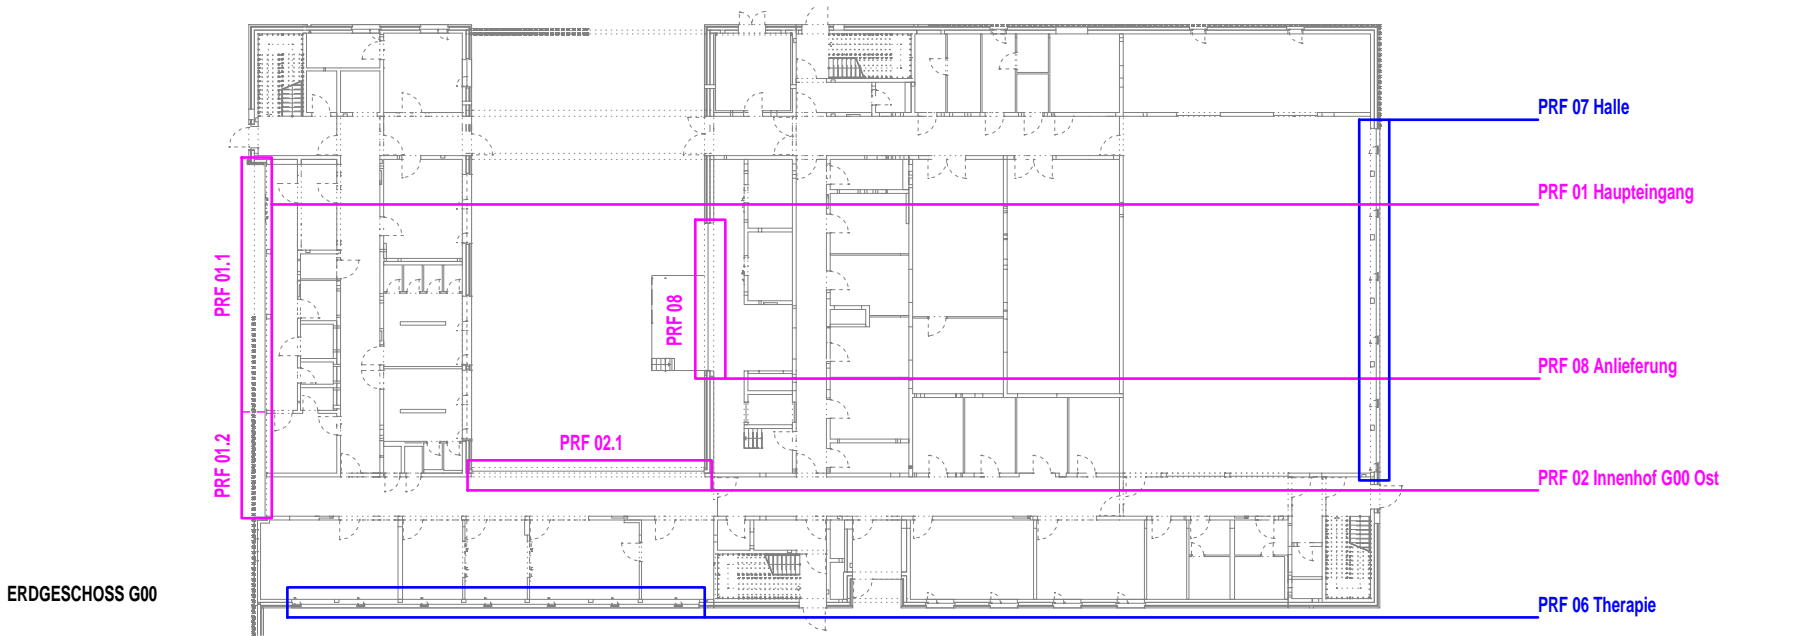 PRF 07 Halle
PRF 01 Haupteingang
PRF 01.1
PRF 08
PRF 08 Anlieferung
PRF 01.2
PRF 02.1
PRF 02 Innenhof G00 Ost
ERDGESCHOSS G00
PRF 06 Therapie